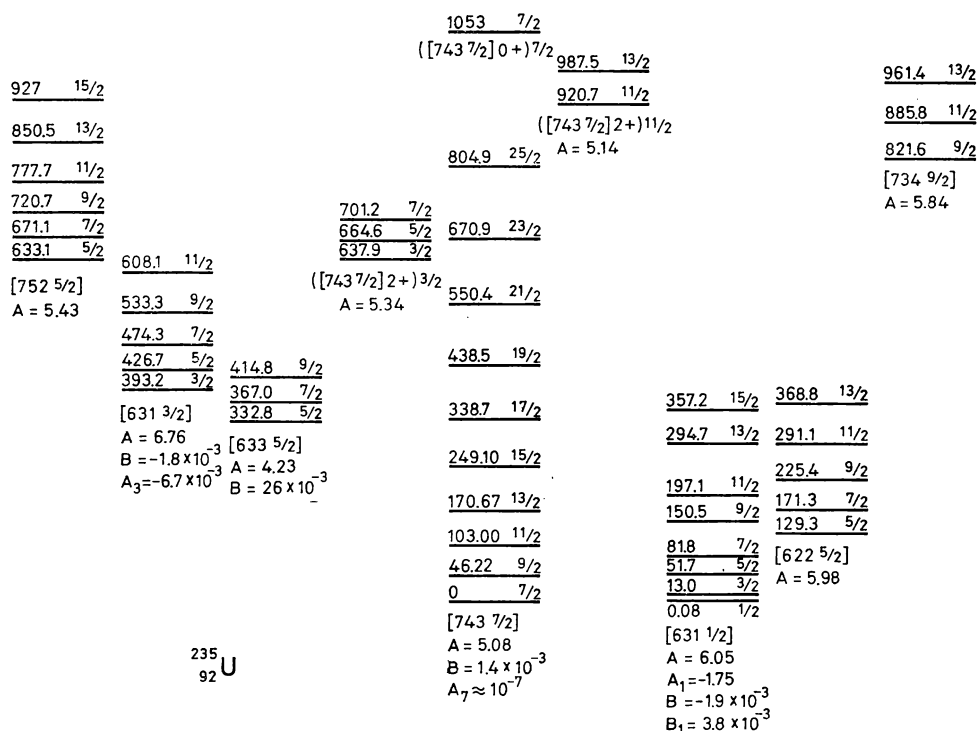 1053 7/2
([743 7/2] 0+) 7/2
987.5 13/2
920.7 11/2
([743 7/2] 2+) 11/2
A = 5.14
961.4 13/2
885.8 11/2
821.6 9/2
[734 9/2]
A = 5.84
927 15/2
850.5 13/2
777.7 11/2
720.7 9/2
671.1 7/2
633.1 5/2
[752 5/2]
A = 5.43
608.1 11/2
533.3 9/2
474.3 7/2
426.7 5/2
393.2 3/2
[631 3/2]
A = 6.76
B = -1.8 × 10⁻³
A₃ = -6.7 × 10⁻³
414.8 9/2
367.0 7/2
332.8 5/2
[633 5/2]
A = 4.23
B = 26 × 10⁻³
701.2 7/2
664.6 5/2
637.9 3/2
([743 7/2] 2+) 3/2
A = 5.34
804.9 25/2
670.9 23/2
550.4 21/2
438.5 19/2
338.7 17/2
249.10 15/2
170.67 13/2
103.00 11/2
46.22 9/2
0 7/2
[743 7/2]
A = 5.08
B = 1.4 × 10⁻³
A₇ ≈ 10⁻⁷
357.2 15/2
294.7 13/2
197.1 11/2
150.5 9/2
81.8 7/2
51.7 5/2
13.0 3/2
0.08 1/2
[631 1/2]
A = 6.05
A₁ = -1.75
B = -1.9 × 10⁻³
B₁ = 3.8 × 10⁻³
368.8 13/2
291.1 11/2
225.4 9/2
171.3 7/2
129.3 5/2
[622 5/2]
A = 5.98
²³⁵₉₂U